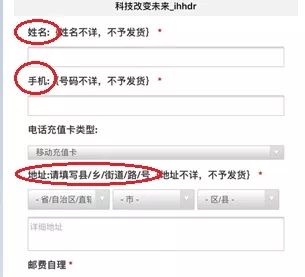 科技改变未来_ihhdr
姓名:｛姓名不详，不予发货｝ *
手机:｛号码不详，不予发货｝ *
电话充值卡类型:
移动充值卡
地址:请填写县/乡/街道/路/号｛地址不详，不予发货｝ *
- 省/自治区/直辖 - 市 - - 区/县 -
详细地址
邮费自理 *